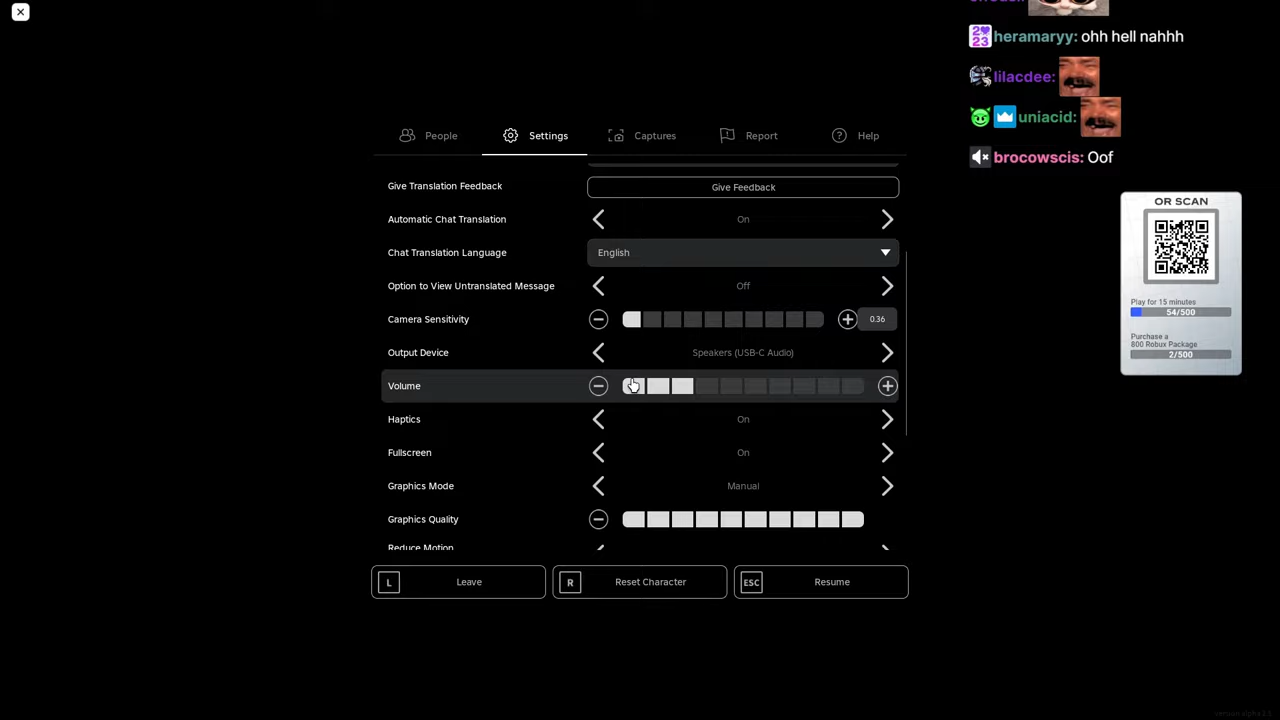 heramaryy: ohh hell nahhh
lilacdee:
uniacid:
brocowscis: Oof
OR SCAN
Play for 15 minutes
54/500
Purchase a
800 Robux Package
2/500
People
Settings
Captures
Report
Help
Give Translation Feedback
Give Feedback
Automatic Chat Translation
On
Chat Translation Language
English
Option to View Untranslated Message
Off
Camera Sensitivity
0.36
Output Device
Speakers (USB-C Audio)
Volume
Haptics
On
Fullscreen
On
Graphics Mode
Manual
Graphics Quality
Reduce Motion
L
Leave
R
Reset Character
ESC
Resume